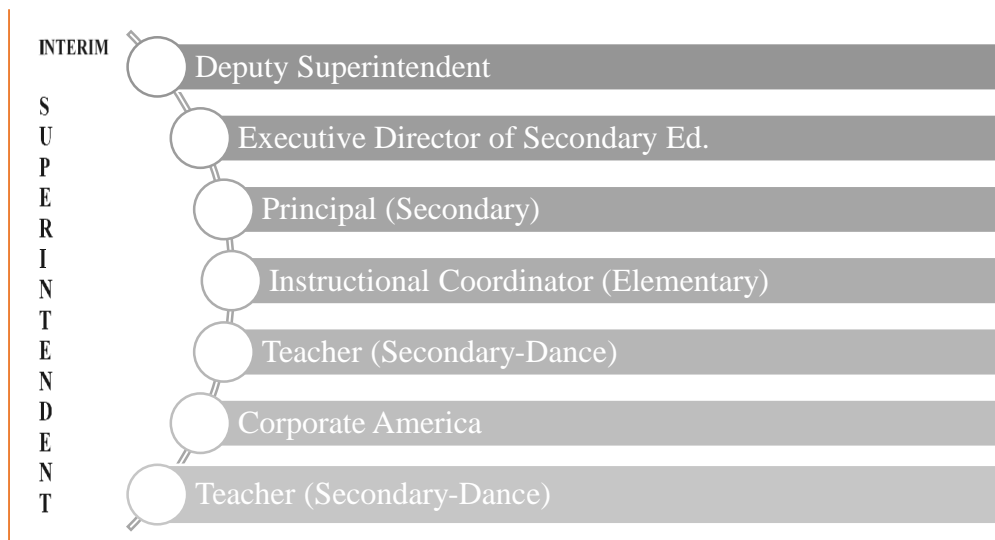 INTERIM
SUPERINTENDENT
Deputy Superintendent
Executive Director of Secondary Ed.
Principal (Secondary)
Instructional Coordinator (Elementary)
Teacher (Secondary-Dance)
Corporate America
Teacher (Secondary-Dance)